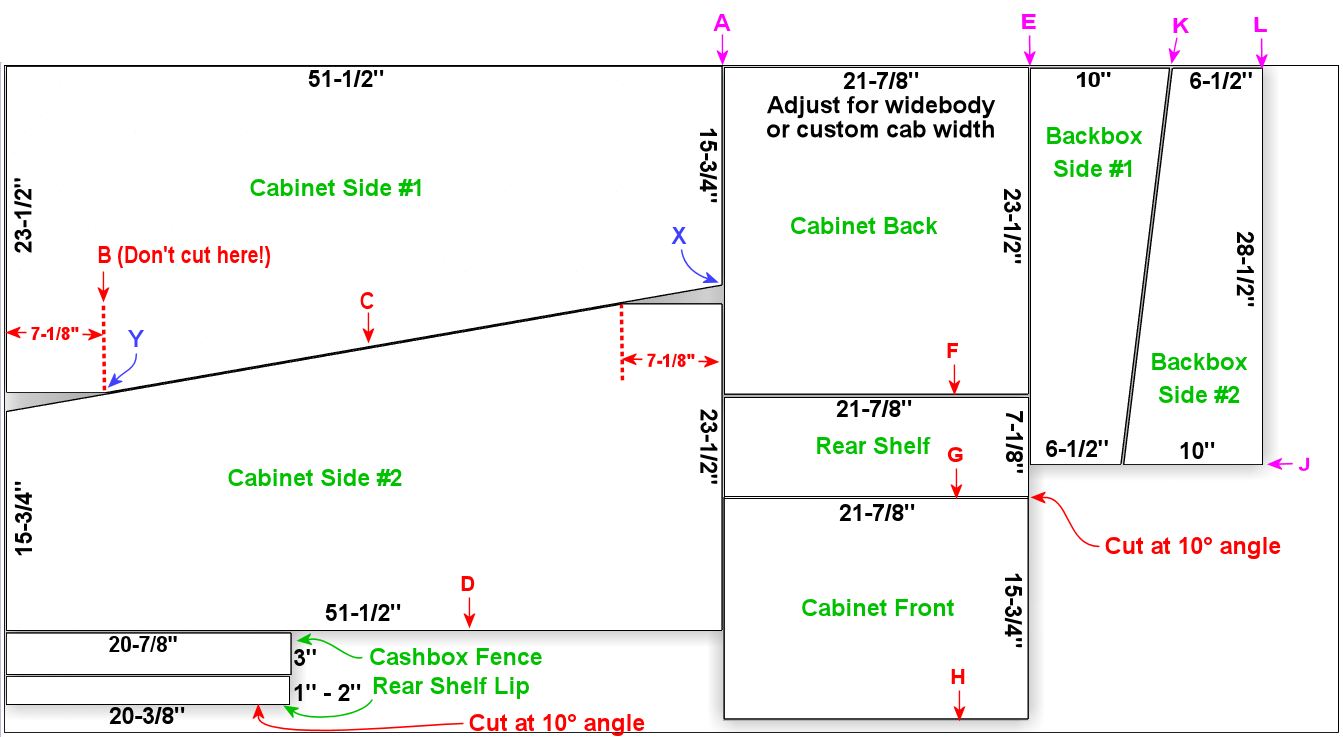 A
E
K
L
51-1/2"
21-7/8"
Adjust for widebody
or custom cab width
10"
6-1/2"
15-3/4"
Backbox
Side #1
23-1/2"
Cabinet Side #1
23-1/2"
Cabinet Back
X
28-1/2"
B (Don't cut here!)
C
7-1/8"
Y
7-1/8"
F
Backbox
Side #2
21-7/8"
7-1/8"
Rear Shelf
G
23-1/2"
6-1/2"
10"
J
Cabinet Side #2
15-3/4"
21-7/8"
Cut at 10° angle
D
51-1/2"
Cabinet Front
15-3/4"
20-7/8"
3"
Cashbox Fence
1" - 2"
Rear Shelf Lip
H
20-3/8"
Cut at 10° angle